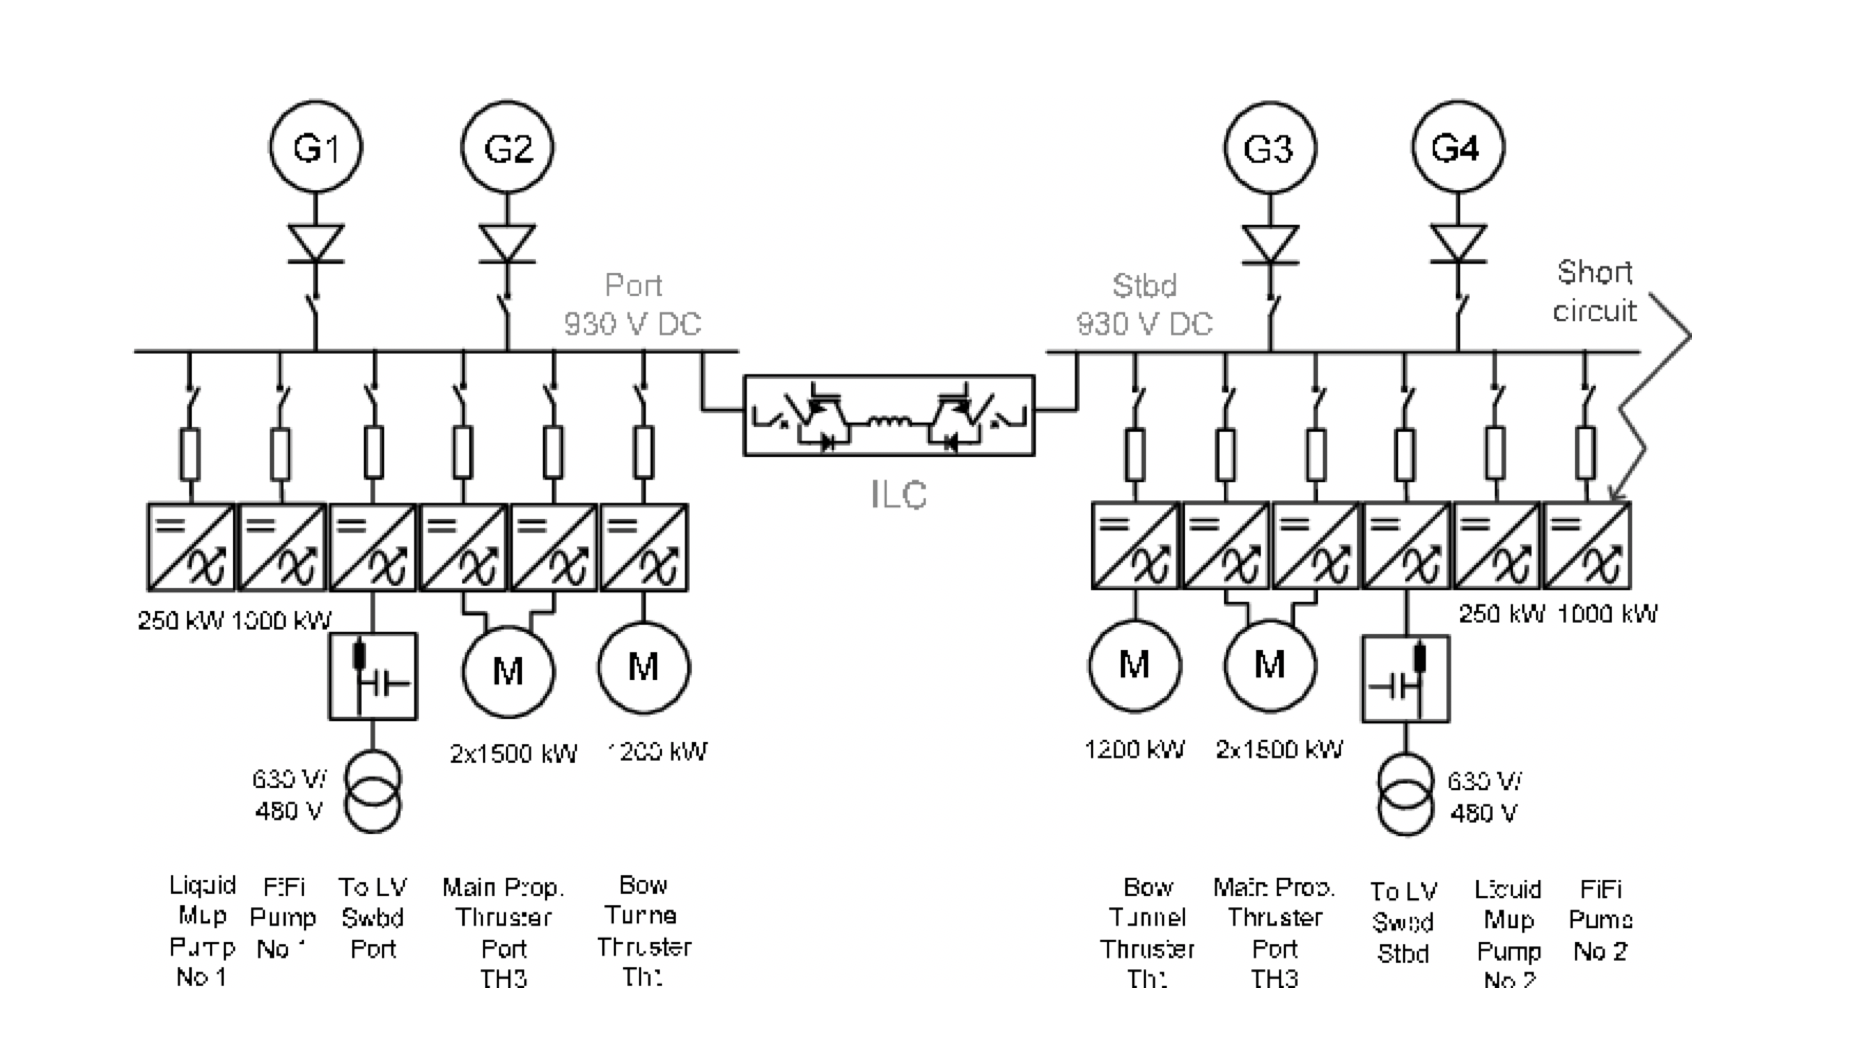 G1
G2
G3
G4
Port
930 V DC
Stbd
930 V DC
Short
circuit
ILC
250 kW
1000 kW
250 kW
1000 kW
M
M
M
M
2x1500 kW
1200 kW
1200 kW
2x1500 kW
630 V/
480 V
630 V/
480 V
Liquid
Mup
Pump
No 1
FiFi
Pump
No 1
To LV
Swbd
Port
Main Prop.
Thruster
Port
TH3
Bow
Tunne
Thruster
Bow
Tunnel
Thruster
Main Prop.
Thruster
Port
TH3
To LV
Swbd
Stbd
Liquid
Mup
Pump
No 2
FiFi
Pump
No 2